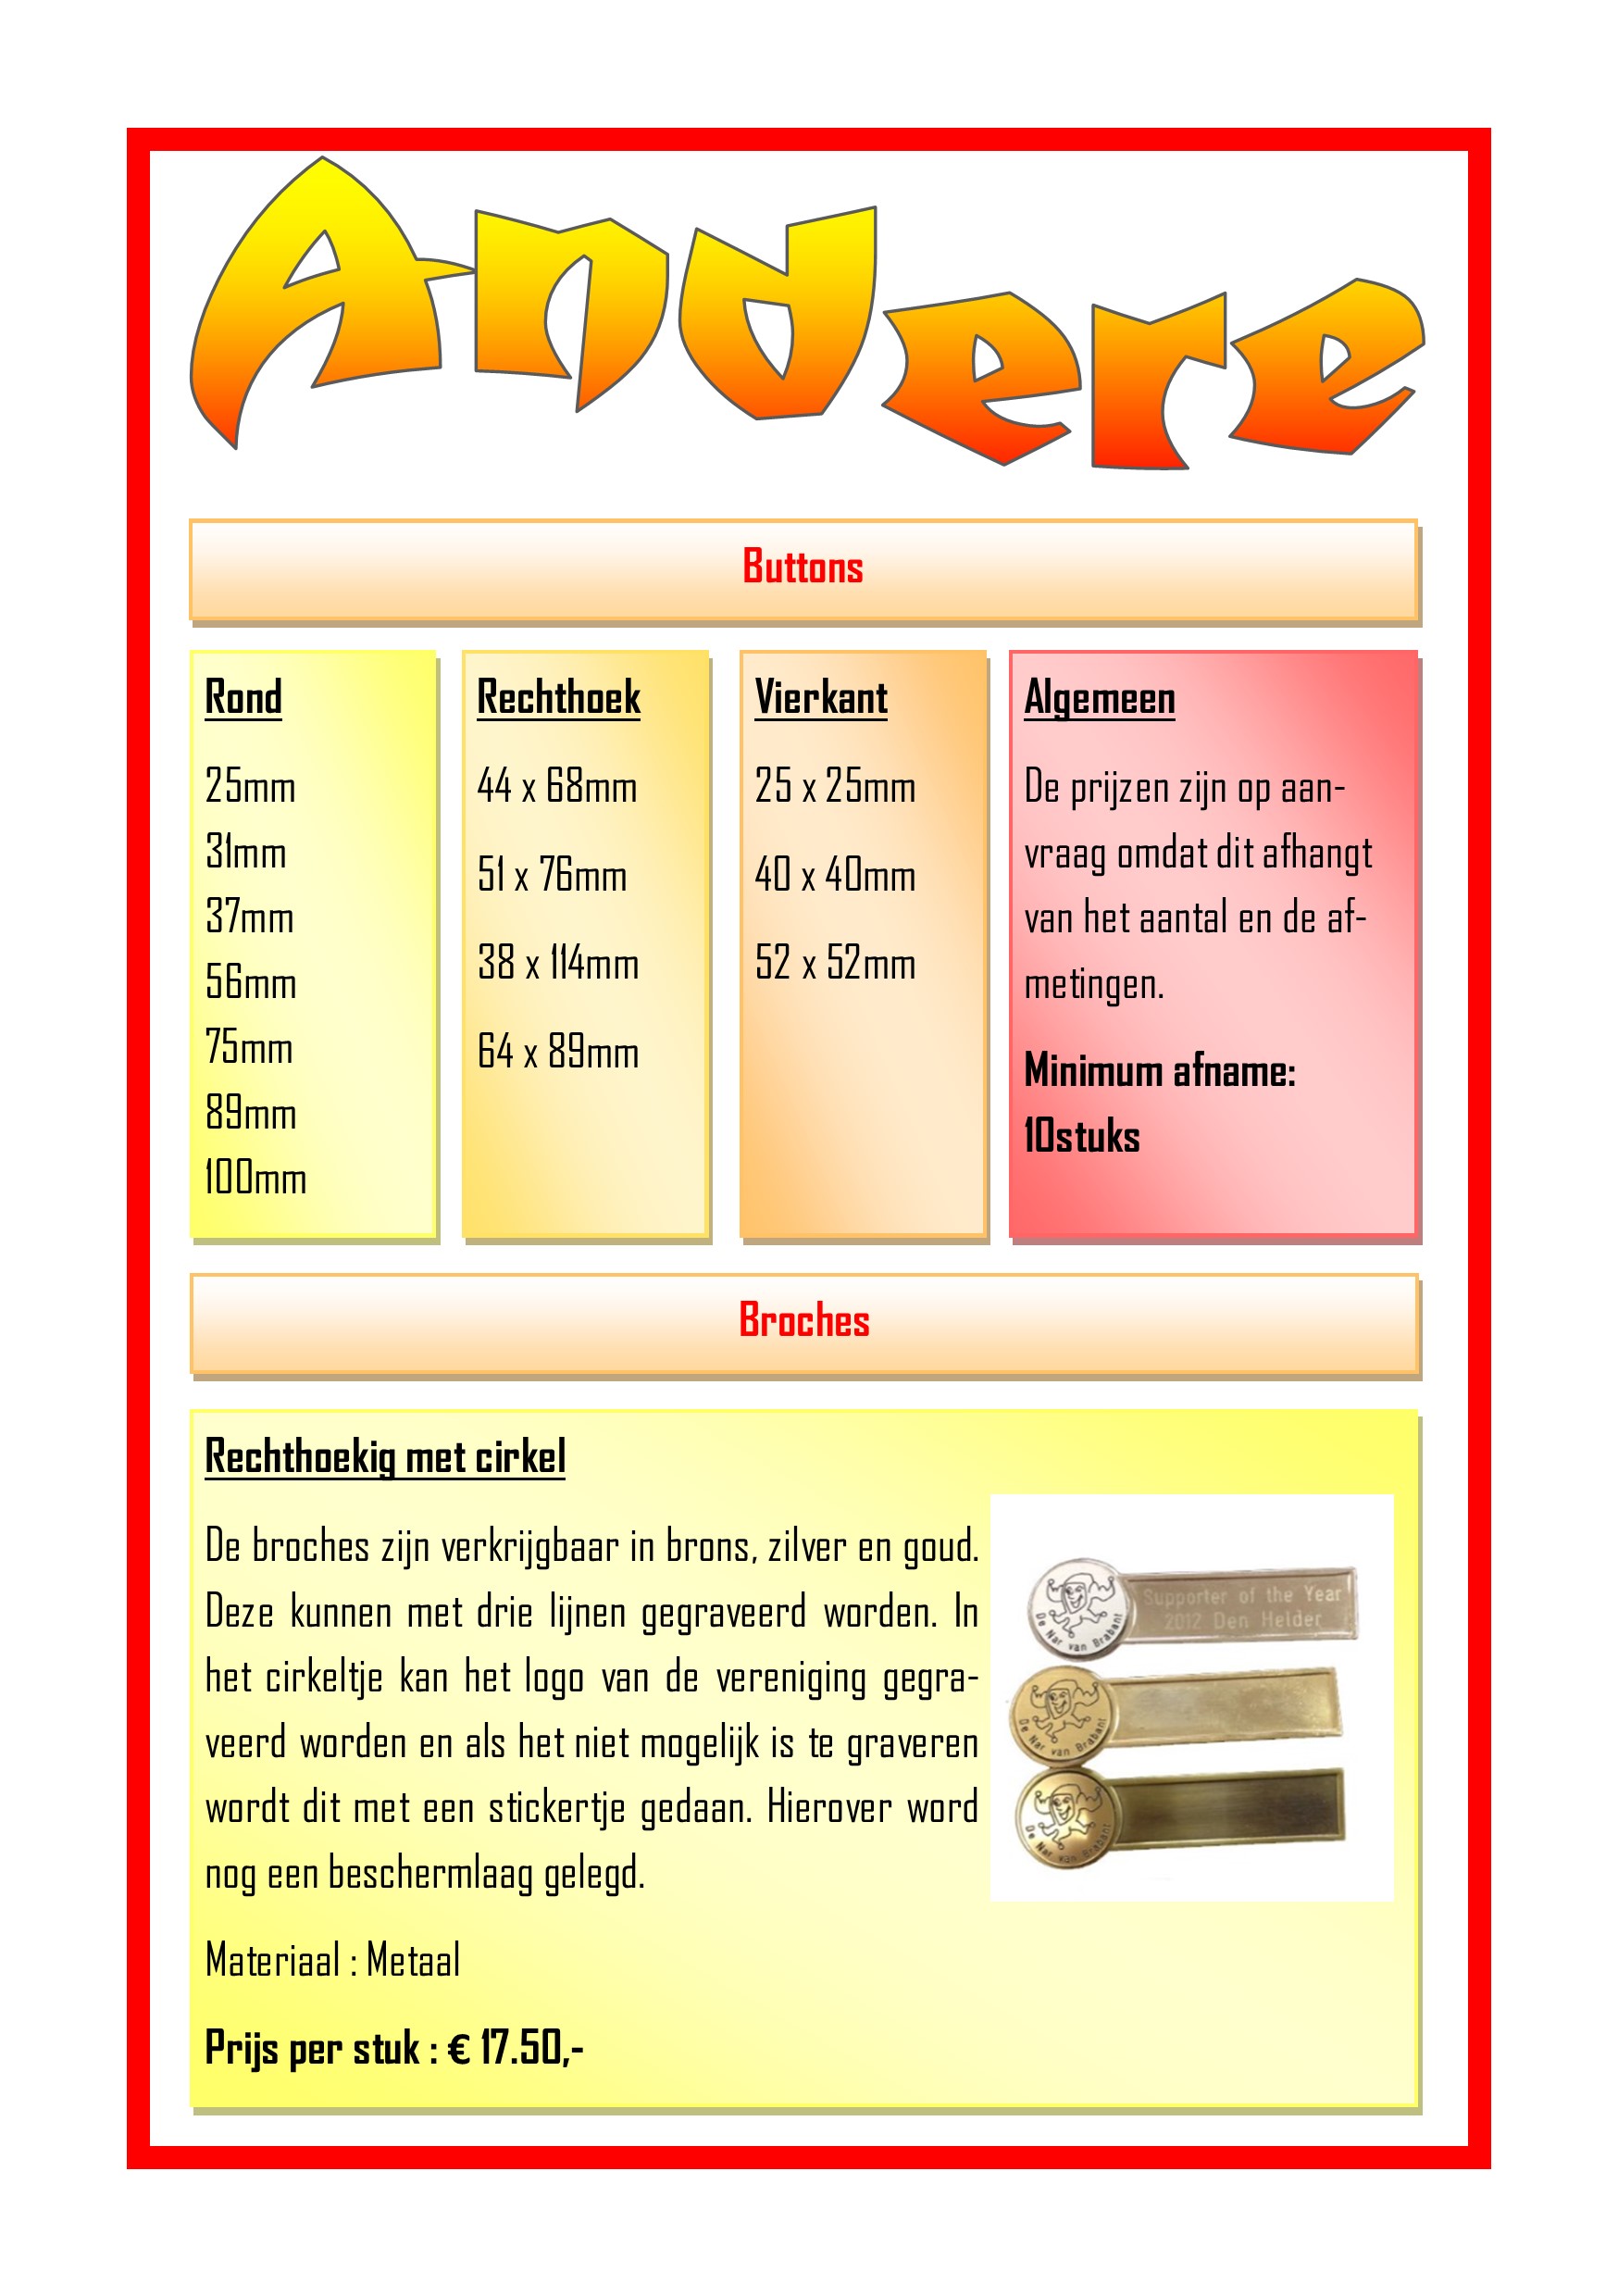 Andere
Buttons
Rond
25mm
31mm
37mm
56mm
75mm
89mm
100mm
Rechthoek
44 x 68mm
51 x 76mm
38 x 114mm
64 x 89mm
Vierkant
25 x 25mm
40 x 40mm
52 x 52mm
Algemeen
De prijzen zijn op aan-
vraag omdat dit afhangt
van het aantal en de af-
metingen.
Minimum afname:
10stuks
Broches
Rechthoekig met cirkel
De broches zijn verkrijgbaar in brons, zilver en goud.
Deze kunnen met drie lijnen gegraveerd worden. In
het cirkeltje kan het logo van de vereniging gegra-
veerd worden en als het niet mogelijk is te graveren
wordt dit met een stickertje gedaan. Hierover word
nog een beschermlaag gelegd.
Materiaal : Metaal
Prijs per stuk : € 17.50,-
Supporter of the Year
2012 Den Helder
De Nar van Brabant
De Nar van Brabant
De Nar van Brabant